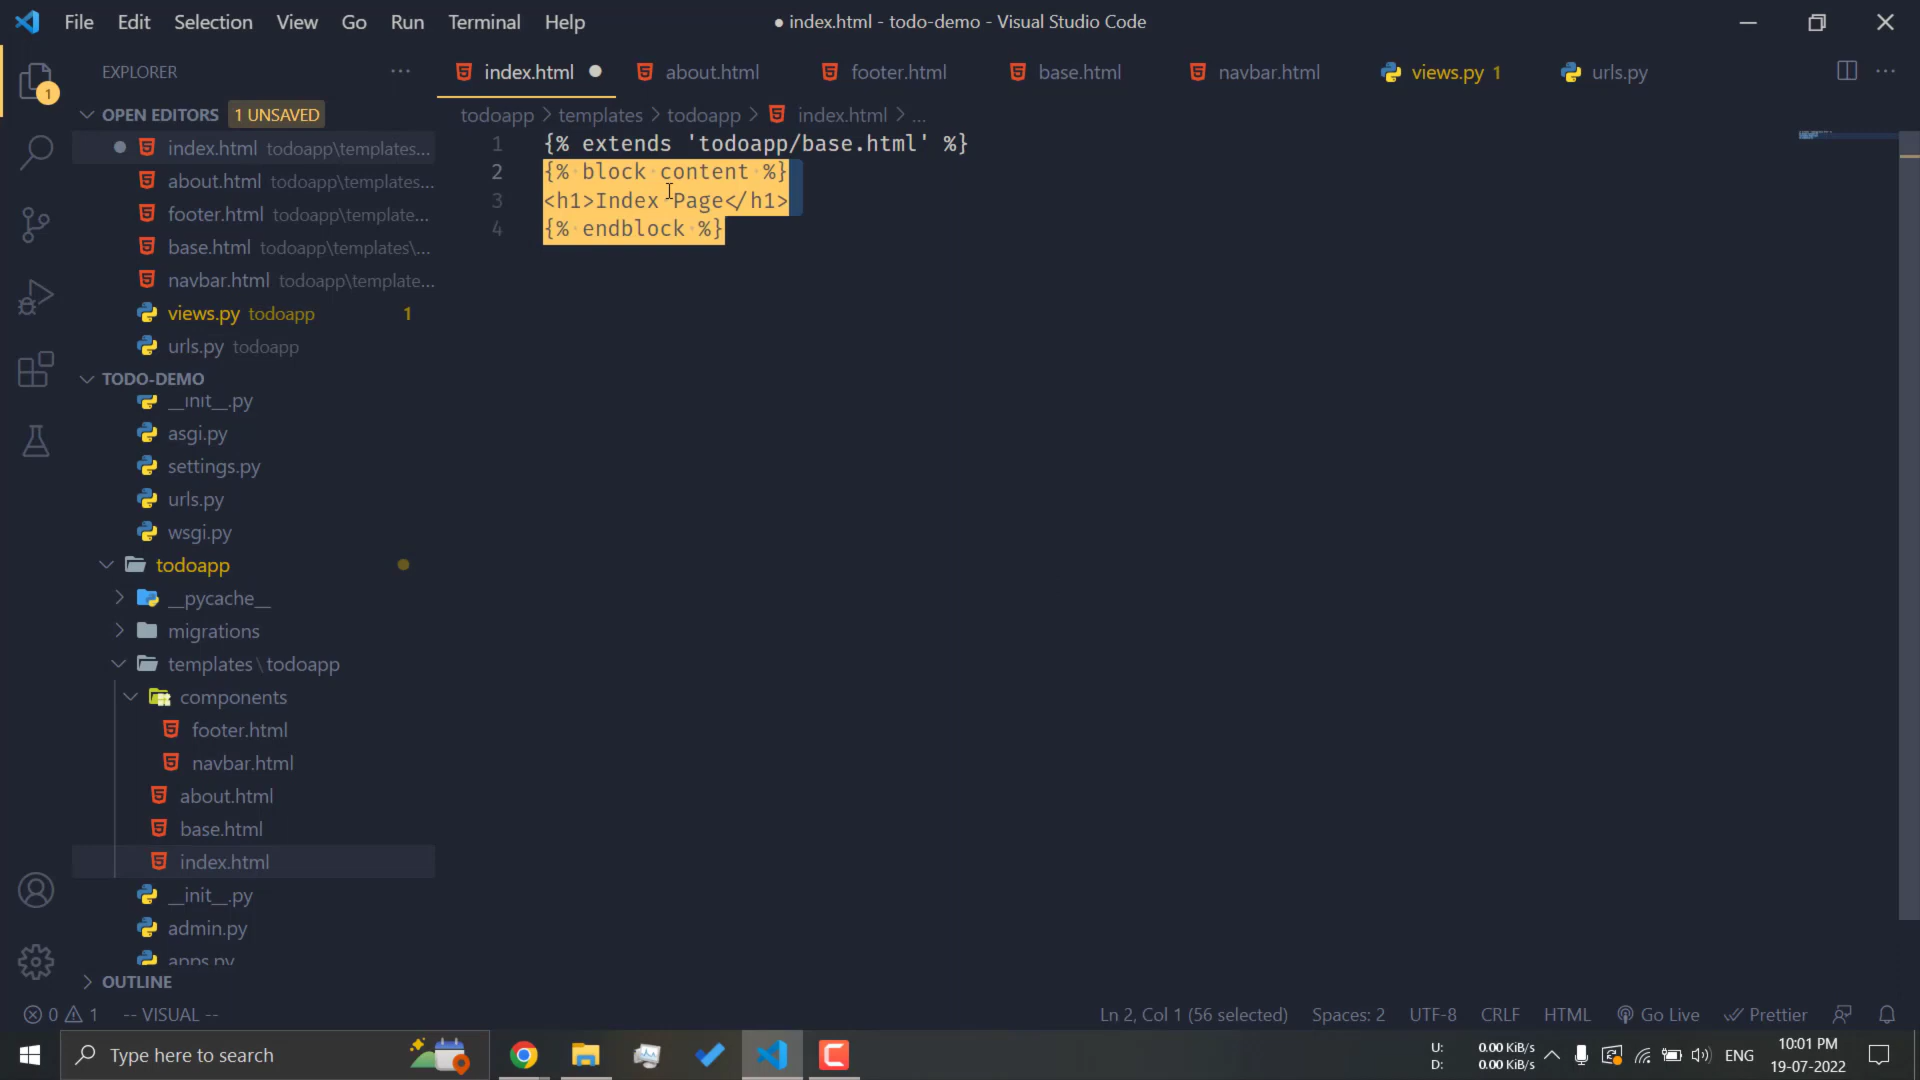 File Edit Selection View Go Run Terminal Help
● index.html - todo-demo - Visual Studio Code
EXPLORER
index.html
about.html
footer.html
base.html
navbar.html
views.py 1
urls.py
1
OPEN EDITORS 1 UNSAVED
index.html todoapp\templates...
about.html todoapp\templates...
footer.html todoapp\templates...
base.html todoapp\templates\...
navbar.html todoapp\template...
views.py todoapp 1
urls.py todoapp
TODO-DEMO
__init__.py
asgi.py
settings.py
urls.py
wsgi.py
todoapp
__pycache__
migrations
templates\todoapp
components
footer.html
navbar.html
about.html
base.html
index.html
__init__.py
admin.py
apps.py
OUTLINE
todoapp > templates > todoapp > index.html > ...
1 {% extends 'todoapp/base.html' %}
2 {% block content %}
3 <h1>Index Page</h1>
4 {% endblock %}
0 1 -- VISUAL --
Ln 2, Col 1 (56 selected) Spaces: 2 UTF-8 CRLF HTML Go Live Prettier
Type here to search
U: 0.00 KiB/s
D: 0.00 KiB/s
ENG
10:01 PM
19-07-2022